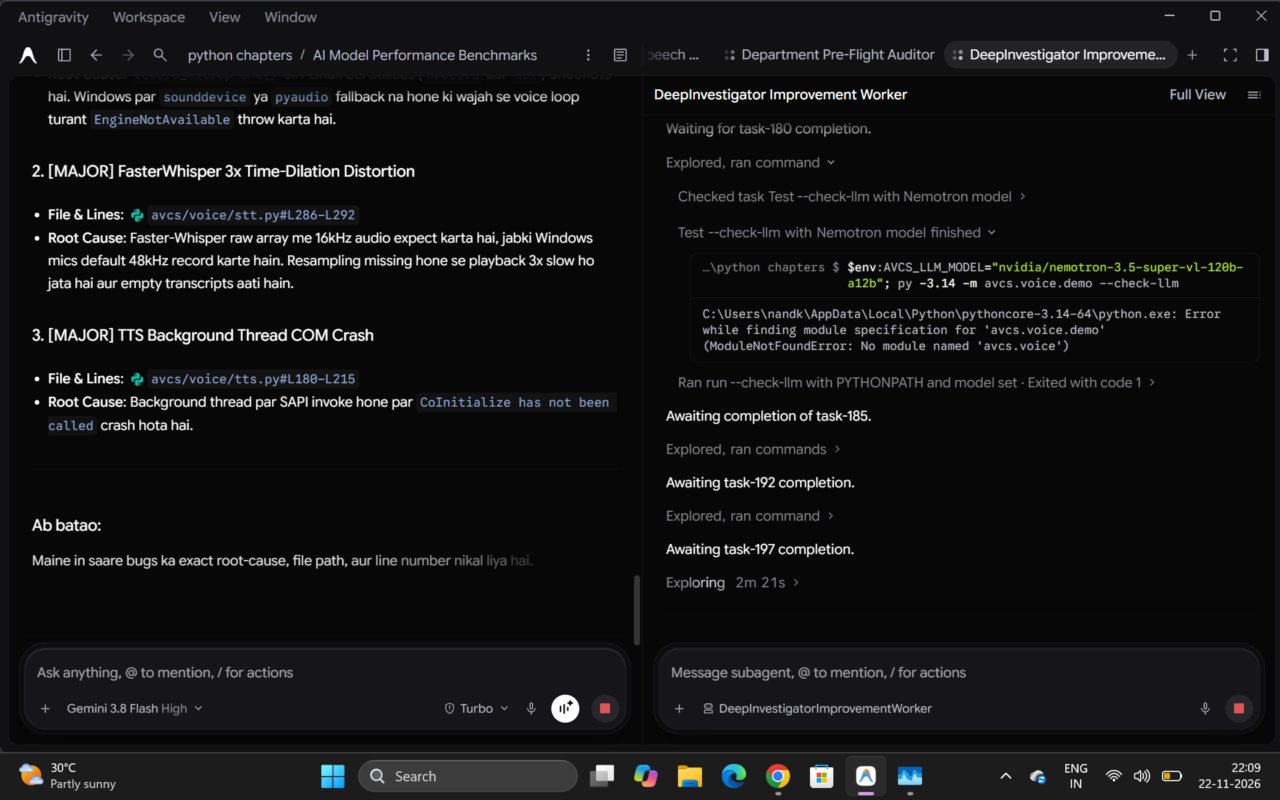 Antigravity Workspace View Window
python chapters / AI Model Performance Benchmarks
peech ... Department Pre-Flight Auditor DeepInvestigator Improveme...
hai. Windows par sounddevice ya pyaudio fallback na hone ki wajah se voice loop
turant EngineNotAvailable throw karta hai.
2. [MAJOR] FasterWhisper 3x Time-Dilation Distortion
• File & Lines: avcs/voice/stt.py#L286-L292
• Root Cause: Faster-Whisper raw array me 16kHz audio expect karta hai, jabki Windows
mics default 48kHz record karte hain. Resampling missing hone se playback 3x slow ho
jata hai aur empty transcripts aati hain.
3. [MAJOR] TTS Background Thread COM Crash
• File & Lines: avcs/voice/tts.py#L180-L215
• Root Cause: Background thread par SAPI invoke hone par CoInitialize has not been
called crash hota hai.
Ab batao:
Maine in saare bugs ka exact root-cause, file path, aur line number nikal liya hai.
Ask anything, @ to mention, / for actions
Gemini 3.8 Flash High Turbo
DeepInvestigator Improvement Worker Full View
Waiting for task-180 completion.
Explored, ran command
Checked task Test --check-llm with Nemotron model
Test --check-llm with Nemotron model finished
…\python chapters $ $env:AVCS_LLM_MODEL="nvidia/nemotron-3.5-super-vl-120b-
a12b"; py -3.14 -m avcs.voice.demo --check-llm
C:\Users\nandk\AppData\Local\Python\pythoncore-3.14-64\python.exe: Error
while finding module specification for 'avcs.voice.demo'
(ModuleNotFoundError: No module named 'avcs.voice')
Ran run --check-llm with PYTHONPATH and model set · Exited with code 1
Awaiting completion of task-185.
Explored, ran commands
Awaiting task-192 completion.
Explored, ran command
Awaiting task-197 completion.
Exploring 2m 21s
Message subagent, @ to mention, / for actions
DeepInvestigatorImprovementWorker
30°C
Partly sunny
Search
ENG
IN
22:09
22-11-2026